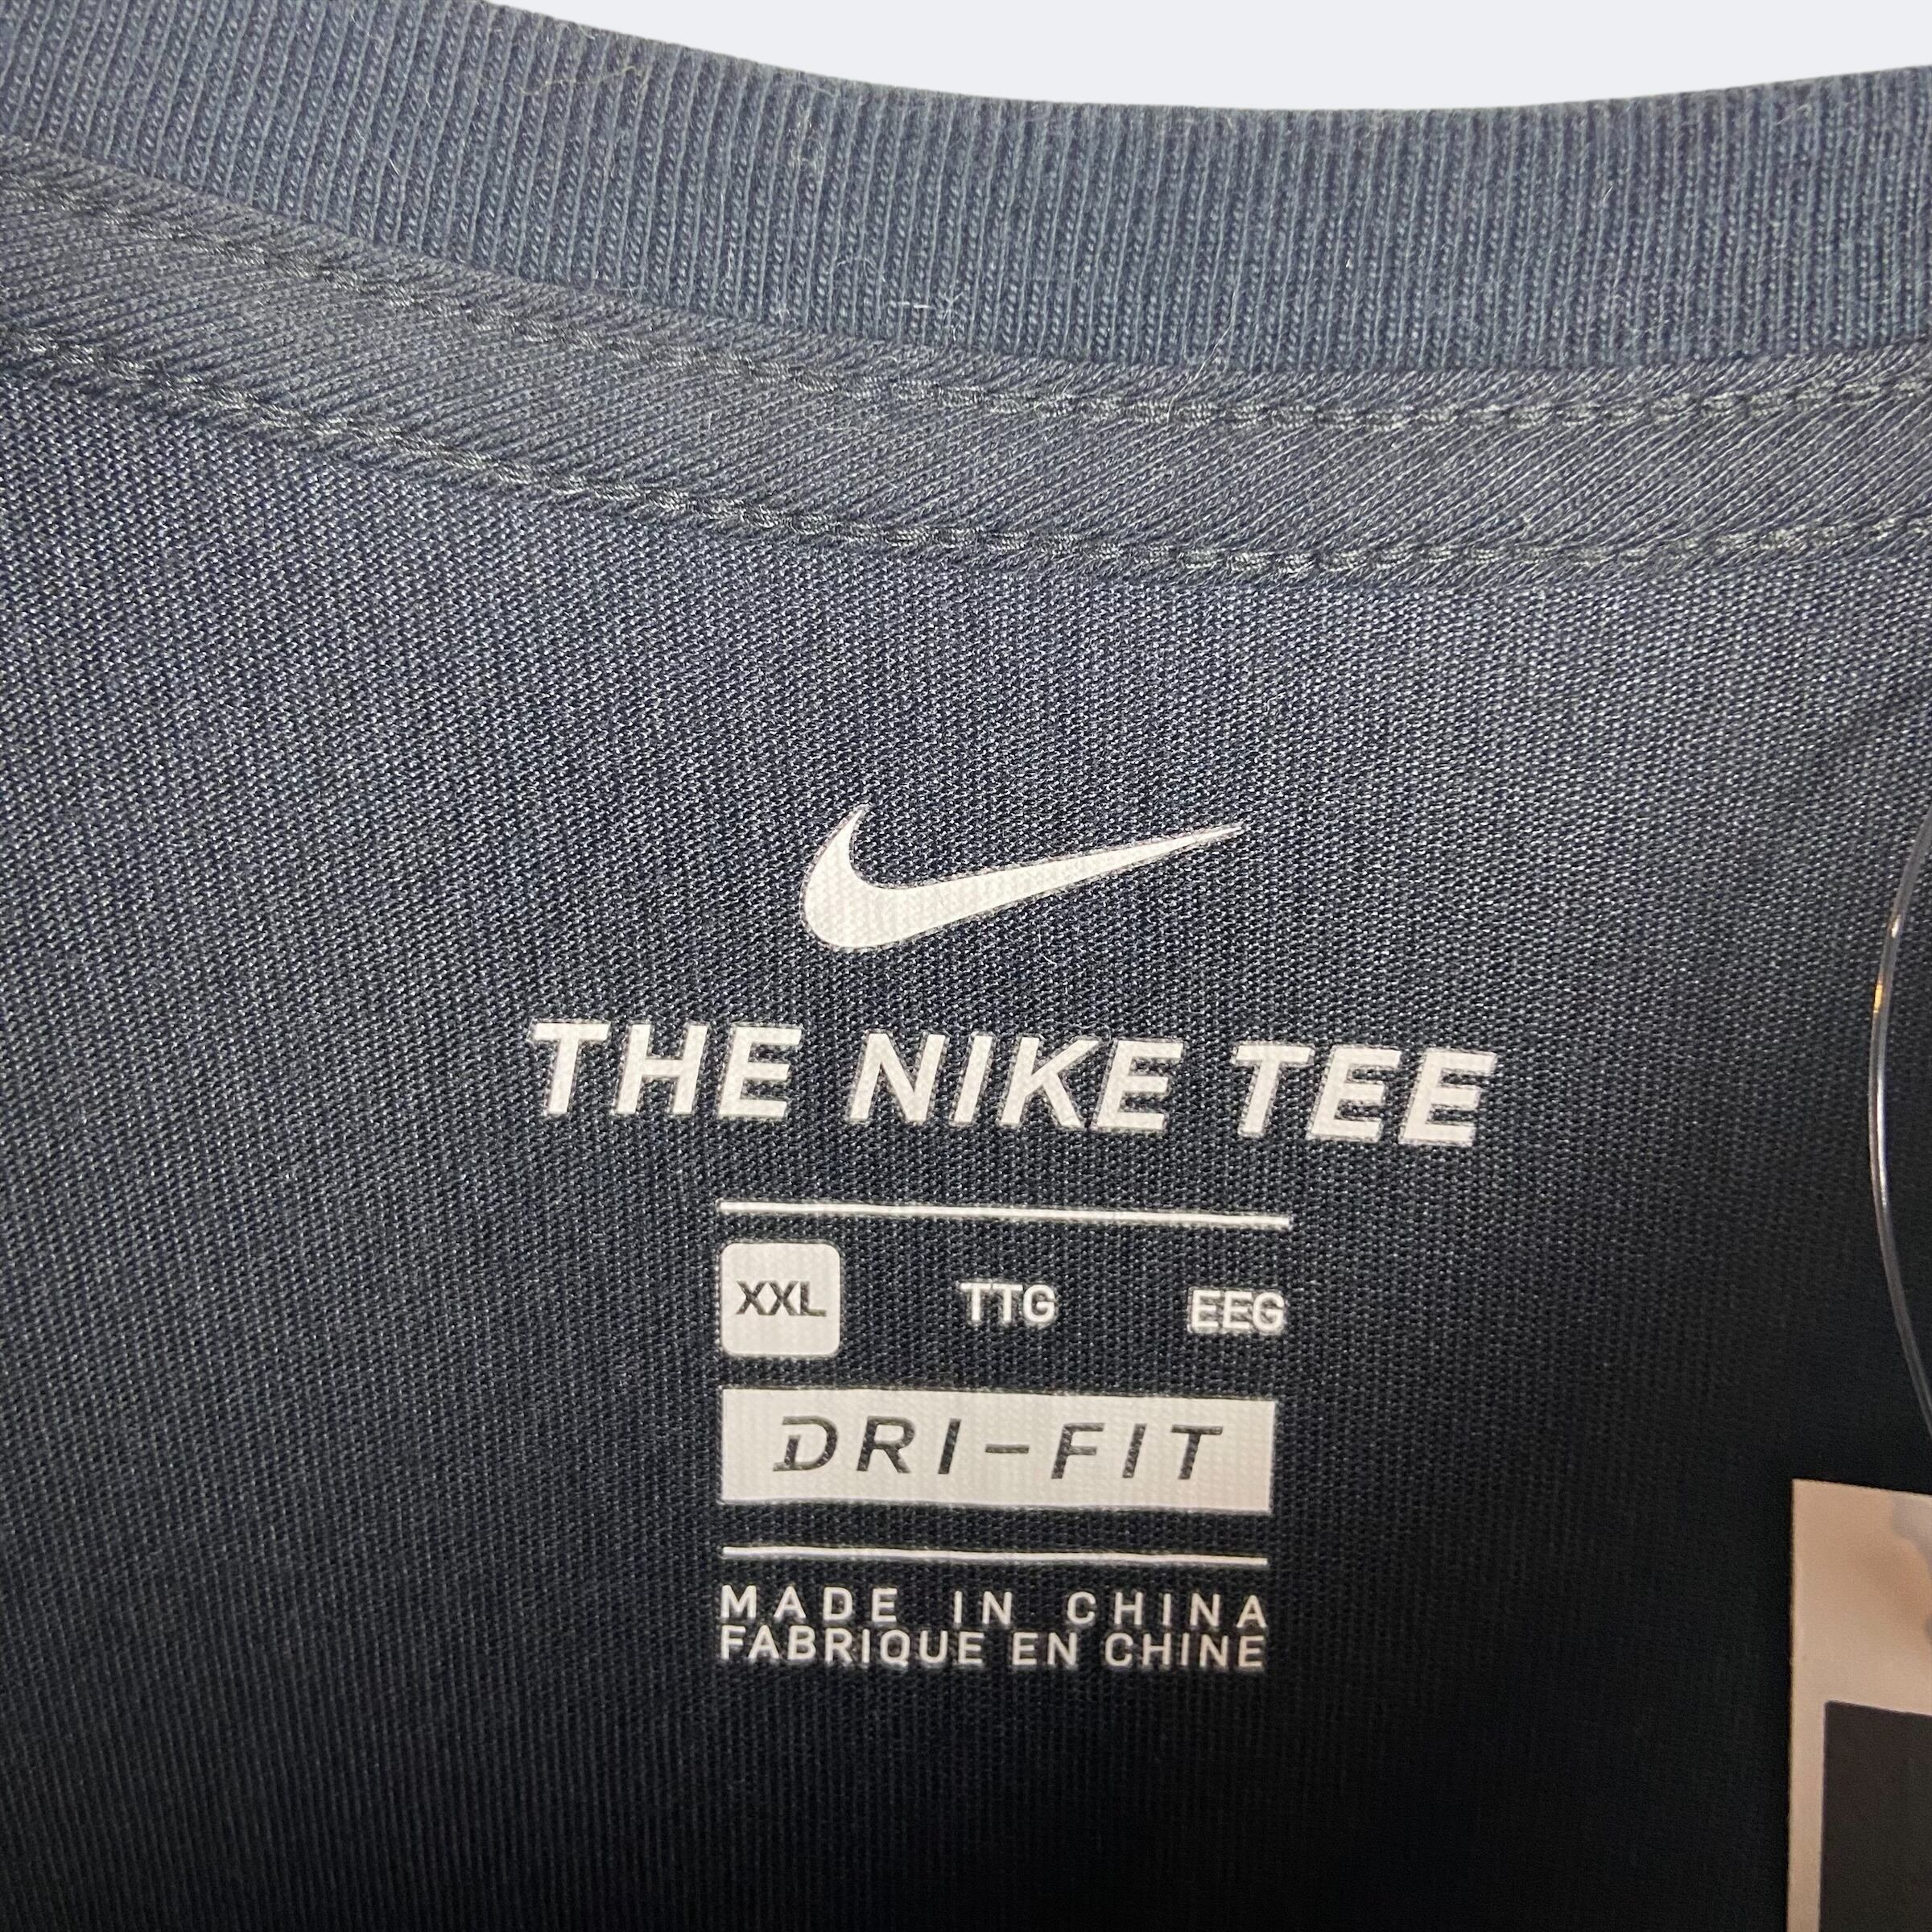 THE NIKE TEE
XXL TTG EEG
DRI-FIT
MADE IN CHINA
FABRIQUE EN CHINE